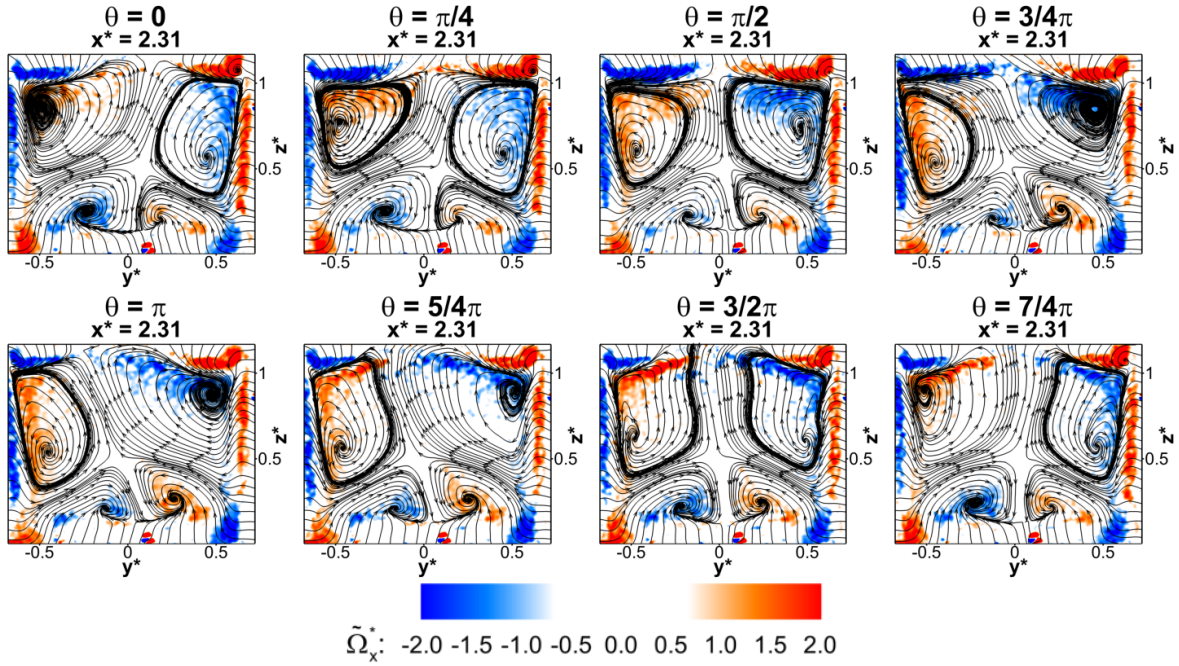 θ = 0 θ = π/4 θ = π/2 θ = 3/4π
x* = 2.31 x* = 2.31 x* = 2.31 x* = 2.31
1 1 1 1
z* z* z* z*
0.5 0.5 0.5 0.5
-0.5 0 0.5 -0.5 0 0.5 -0.5 0 0.5 -0.5 0 0.5
y* y* y* y*
θ = π θ = 5/4π θ = 3/2π θ = 7/4π
x* = 2.31 x* = 2.31 x* = 2.31 x* = 2.31
1 1 1 1
z* z* z* z*
0.5 0.5 0.5 0.5
-0.5 0 0.5 -0.5 0 0.5 -0.5 0 0.5 -0.5 0 0.5
y* y* y* y*
Ω̃ₓ*: -2.0 -1.5 -1.0 -0.5 0.0 0.5 1.0 1.5 2.0